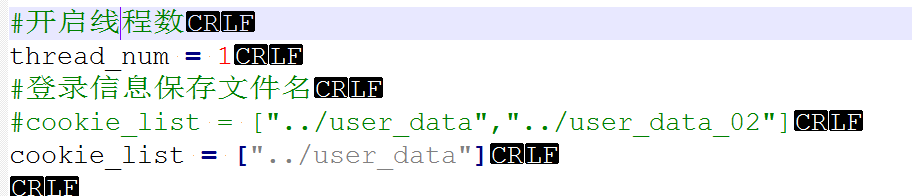 #开启线程数CRLF
thread_num = 1CRLF
#登录信息保存文件名CRLF
#cookie_list = ["../user_data","../user_data_02"]CRLF
cookie_list = ["../user_data"]CRLF
CRLF